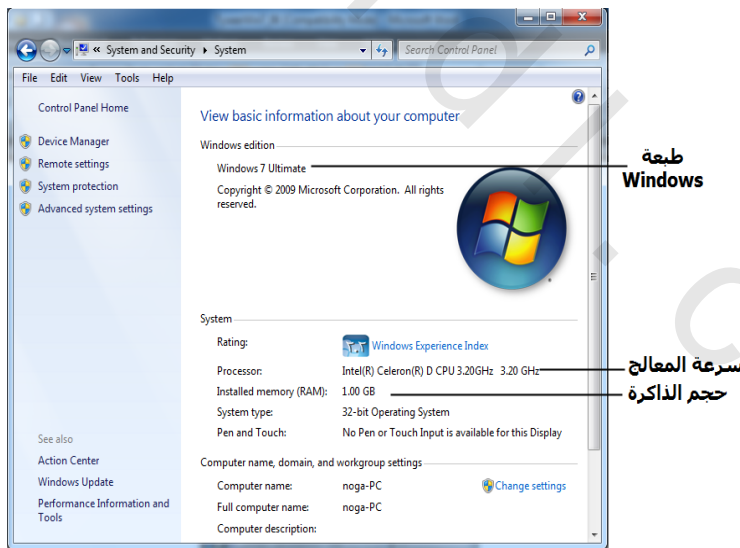 « System and Security ▸ System
Search Control Panel
File Edit View Tools Help
Control Panel Home
Device Manager
Remote settings
System protection
Advanced system settings
See also
Action Center
Windows Update
Performance Information and
Tools
View basic information about your computer
Windows edition
Windows 7 Ultimate
Copyright © 2009 Microsoft Corporation. All rights
reserved.
System
Rating:
Windows Experience Index
Processor:
Intel(R) Celeron(R) D CPU 3.20GHz 3.20 GHz
Installed memory (RAM):
1.00 GB
System type:
32-bit Operating System
Pen and Touch:
No Pen or Touch Input is available for this Display
Computer name, domain, and workgroup settings
Computer name:
noga-PC
Change settings
Full computer name:
noga-PC
Computer description:
طبعة
Windows
سرعة المعالج
حجم الذاكرة